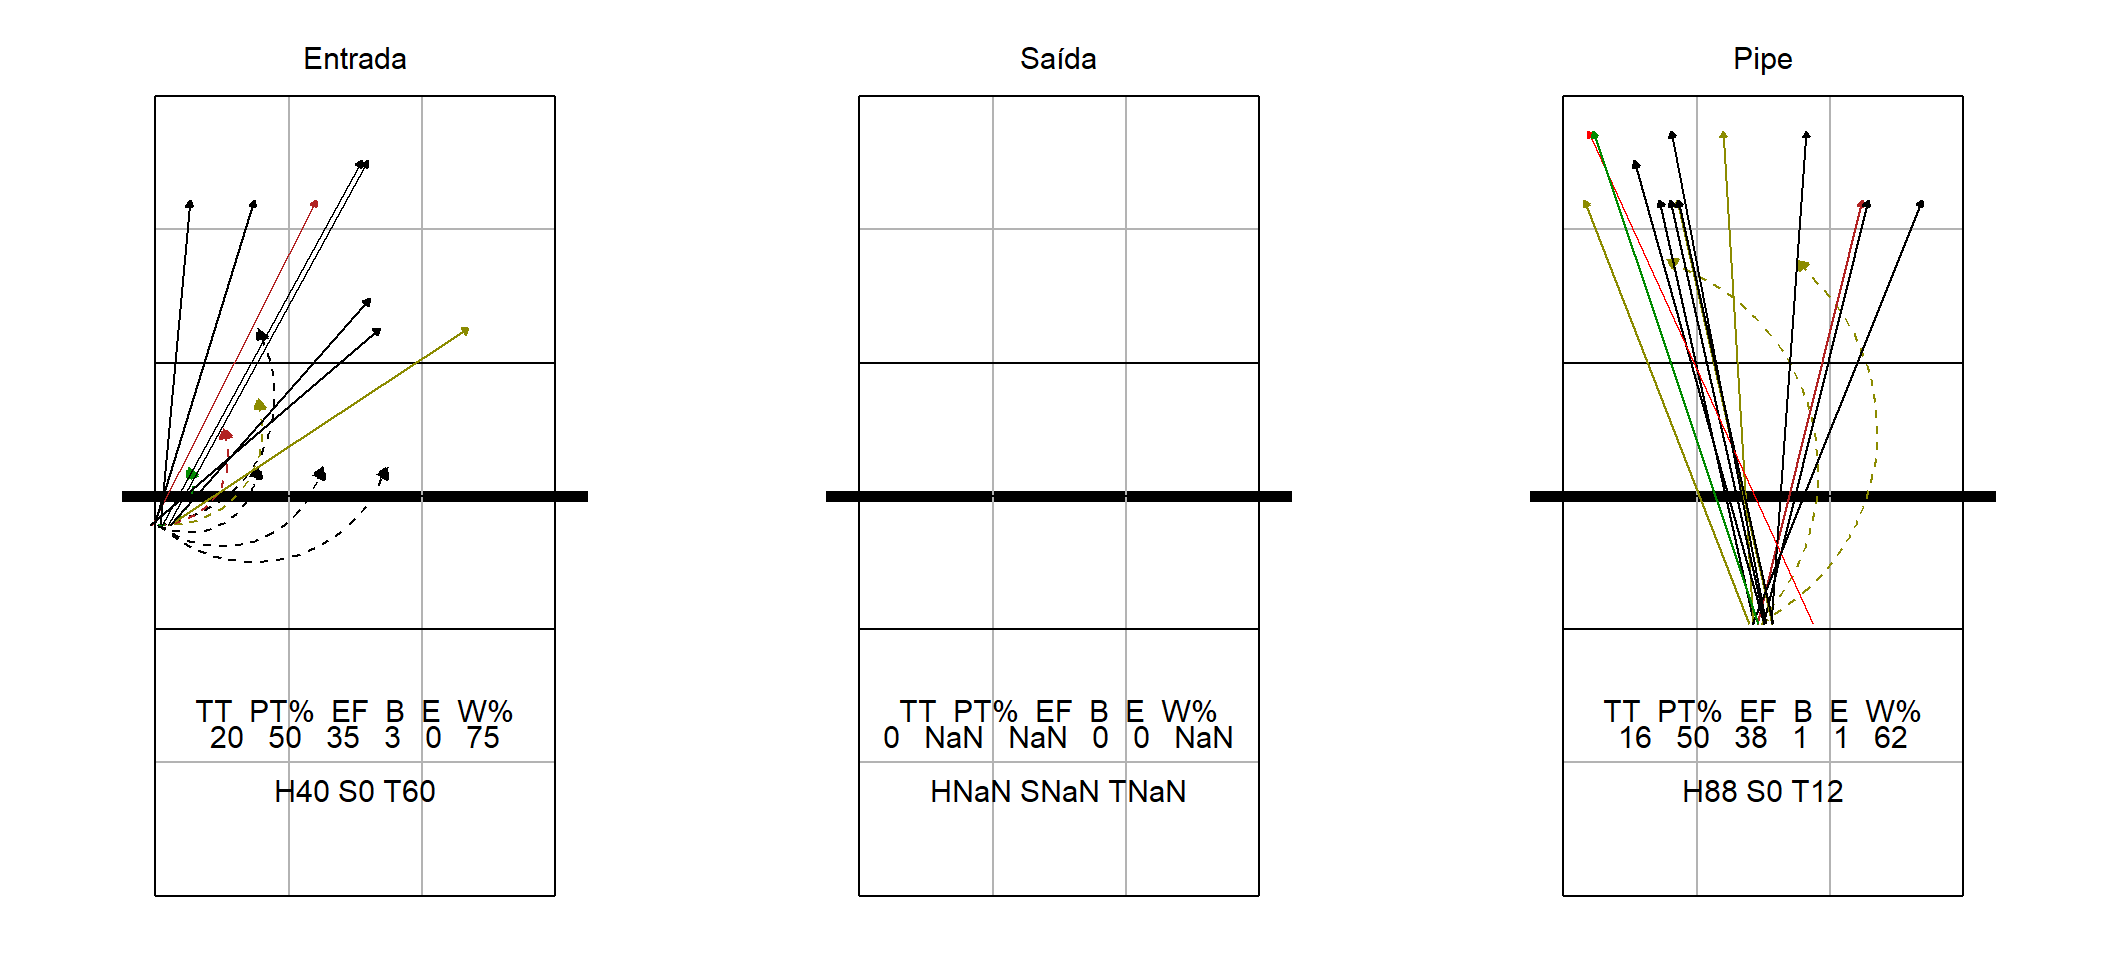 Entrada
TT PT% EF B E W%
20 50 35 3 0 75
H40 S0 T60
Saída
TT PT% EF B E W%
0 NaN NaN 0 0 NaN
HNaN SNaN TNaN
Pipe
TT PT% EF B E W%
16 50 38 1 1 62
H88 S0 T12